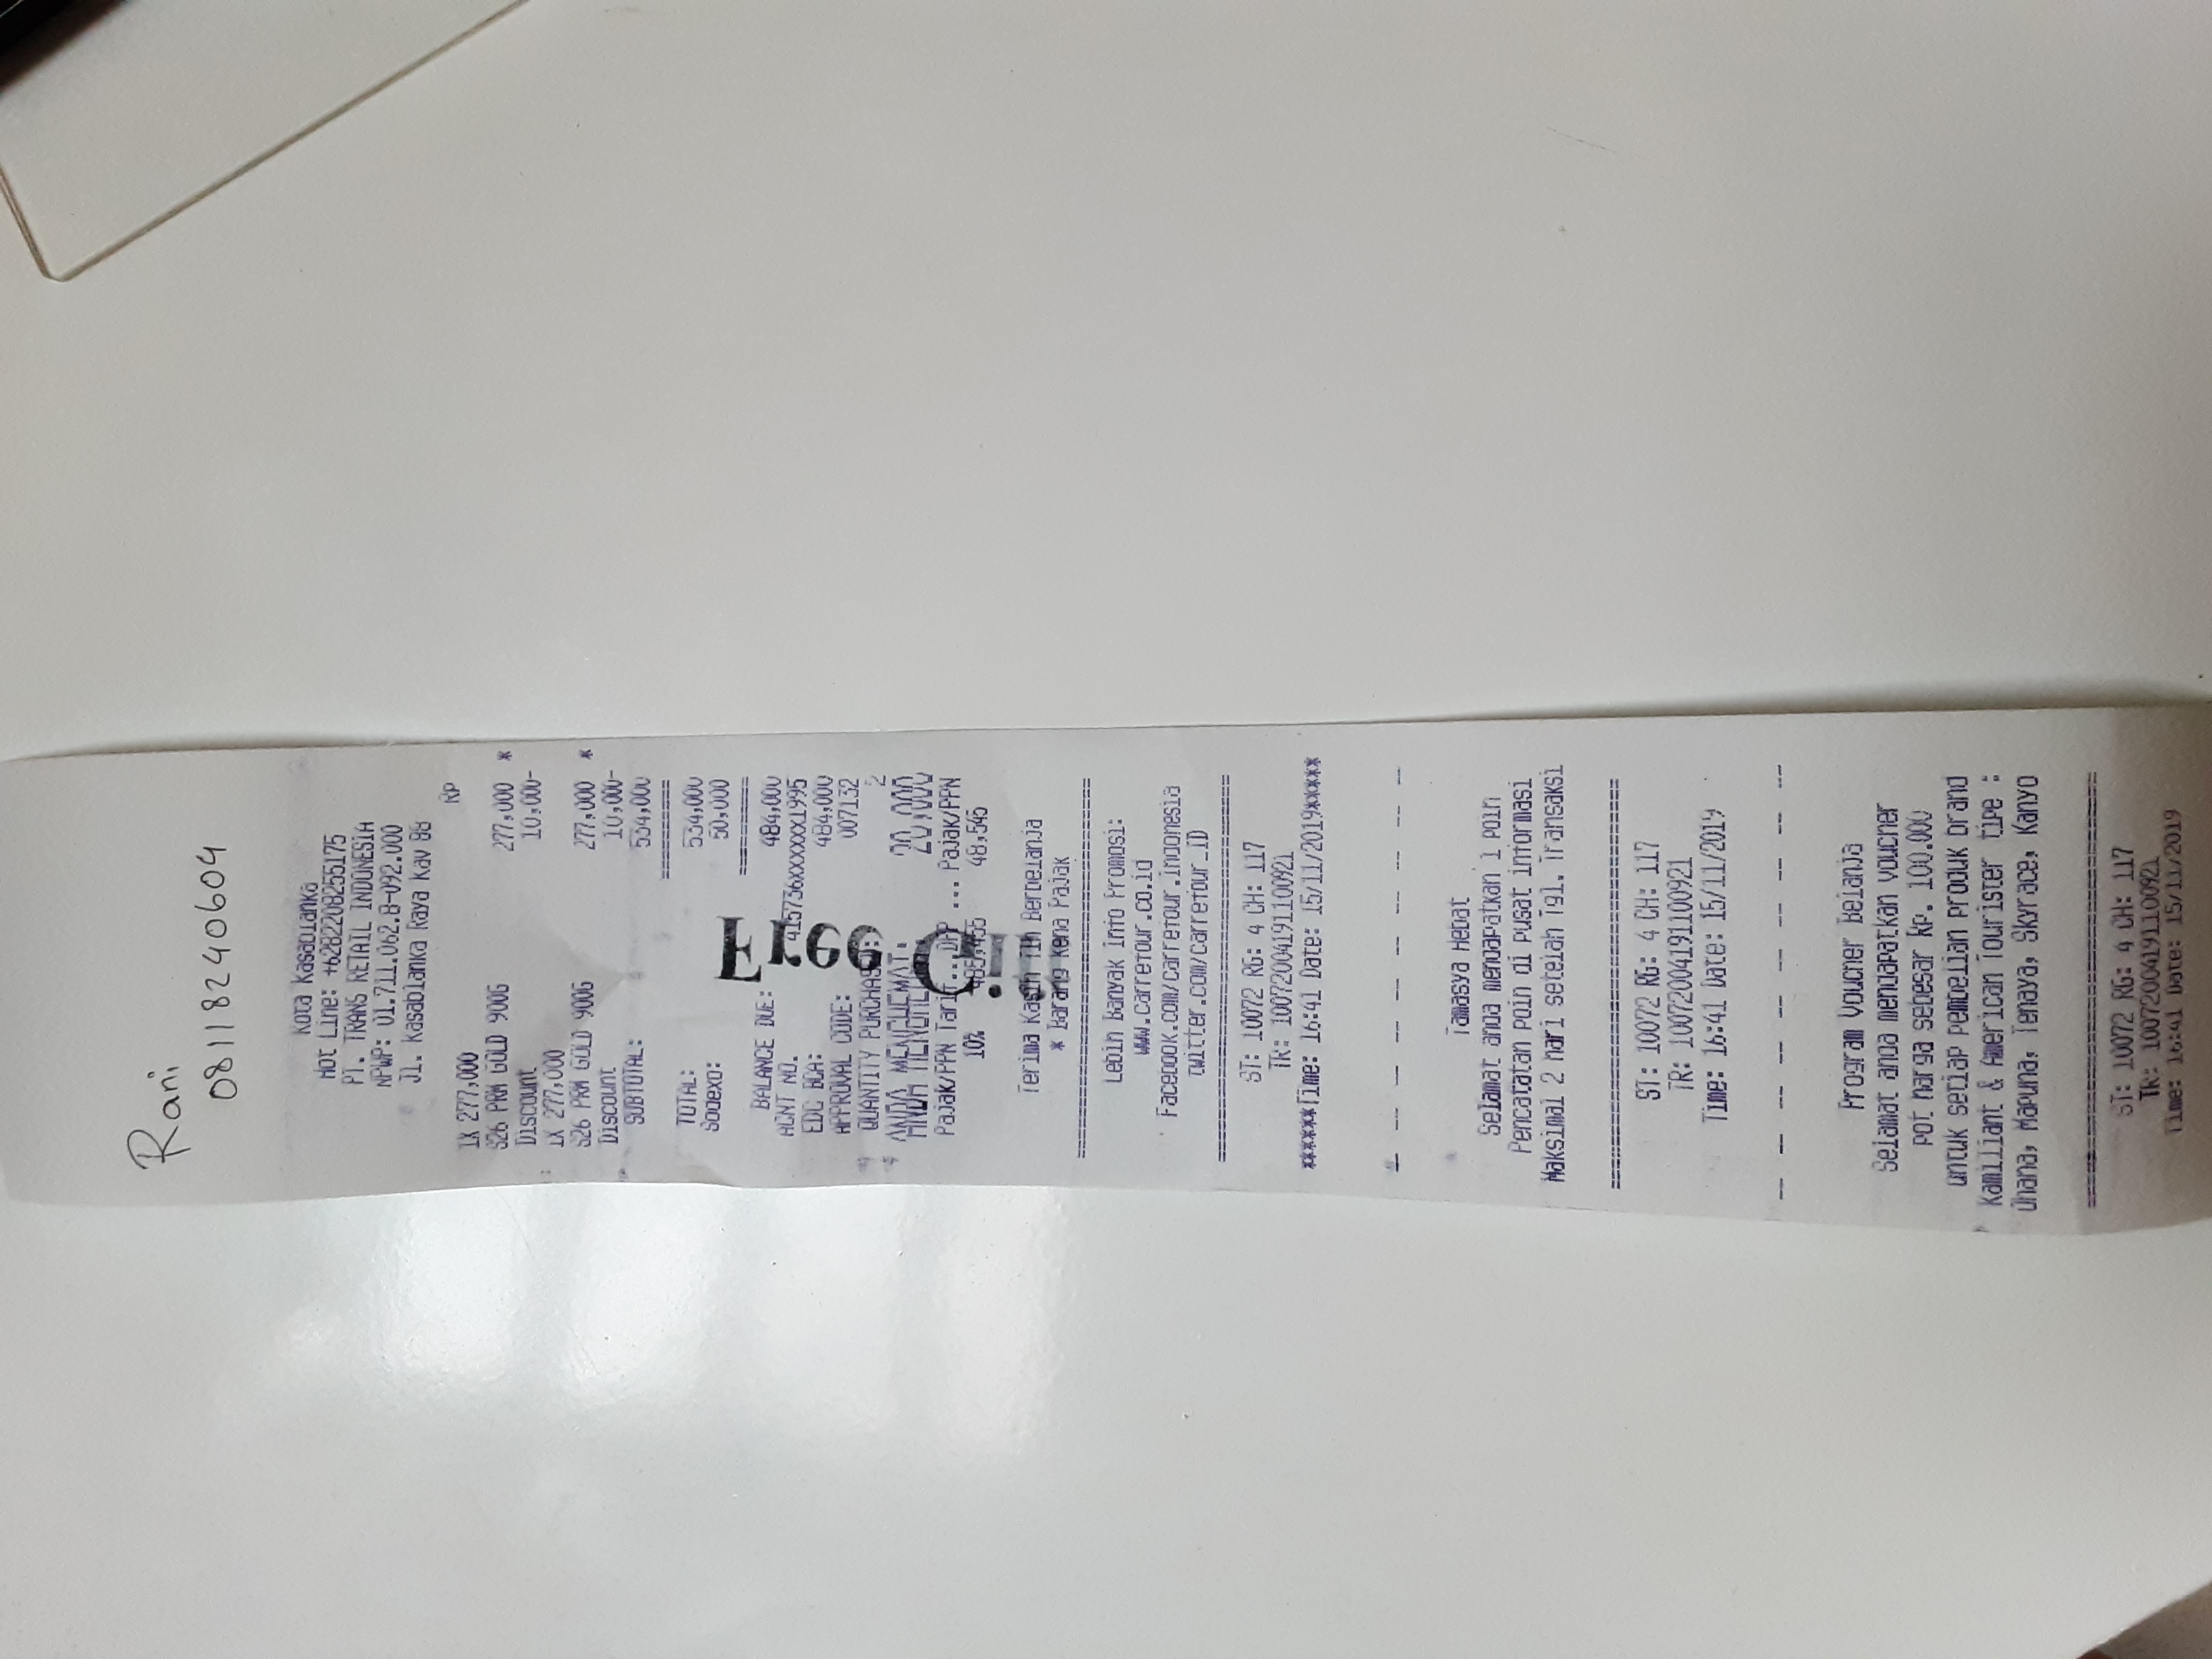 Rani
08118240604
Kota Kasablanka
Hot Line: +6282208255175
PT. TRANS RETAIL INDONESIA
NPWP: 01.711.062.8-092.000
Jl. Kasablanka Raya Kav 88
RP
1X 277,000
S26 PRM GOLD 900G 277,000 *
Discount 10,000-
1X 277,000
S26 PRM GOLD 900G 277,000 *
Discount 10,000-
SUBTOTAL: 534,000
==========
TOTAL: 534,000
Sodexo: 50,000
==========
BALANCE DUE: 484,000
ACNT NO. 415736xxxxxx1995
EDC BCA: 484,000
APPROVAL CODE: 007132
QUANTITY PURCHASED: 2
ANDA MENGHEMAT: 20,000
Pajak/PPN Tarif...DPP ... Pajak/PPN
10% 485,455 48,545
Terima Kasih Tlh Berbelanja
* Barang Kena Pajak
Lebih Banyak Info Promosi:
www.carrefour.co.id
Facebook.com/carrefour.indonesia
twitter.com/carrefour_ID
ST: 10072 RG: 4 CH: 117
TR: 10072004191100921
******Time: 16:41 Date: 15/11/2019*****
Tamasya Hebat
Selamat anda mendapatkan 1 poin
Pencatatan poin di pusat informasi
Maksimal 2 hari setelah Tgl. Transaksi
ST: 10072 RG: 4 CH: 117
TR: 10072004191100921
Time: 16:41 Date: 15/11/2019
Program Voucher Belanja
Selamat anda mendapatkan voucher
pot harga sebesar Rp. 100.000
untuk setiap pembelian produk brand
Kamiliant & American Tourister tipe :
Ohana, Mapuna, Tenaya, Skyrace, Kanyo
ST: 10072 RG: 4 CH: 117
TR: 10072004191100921
Time: 16:41 Date: 15/11/2019